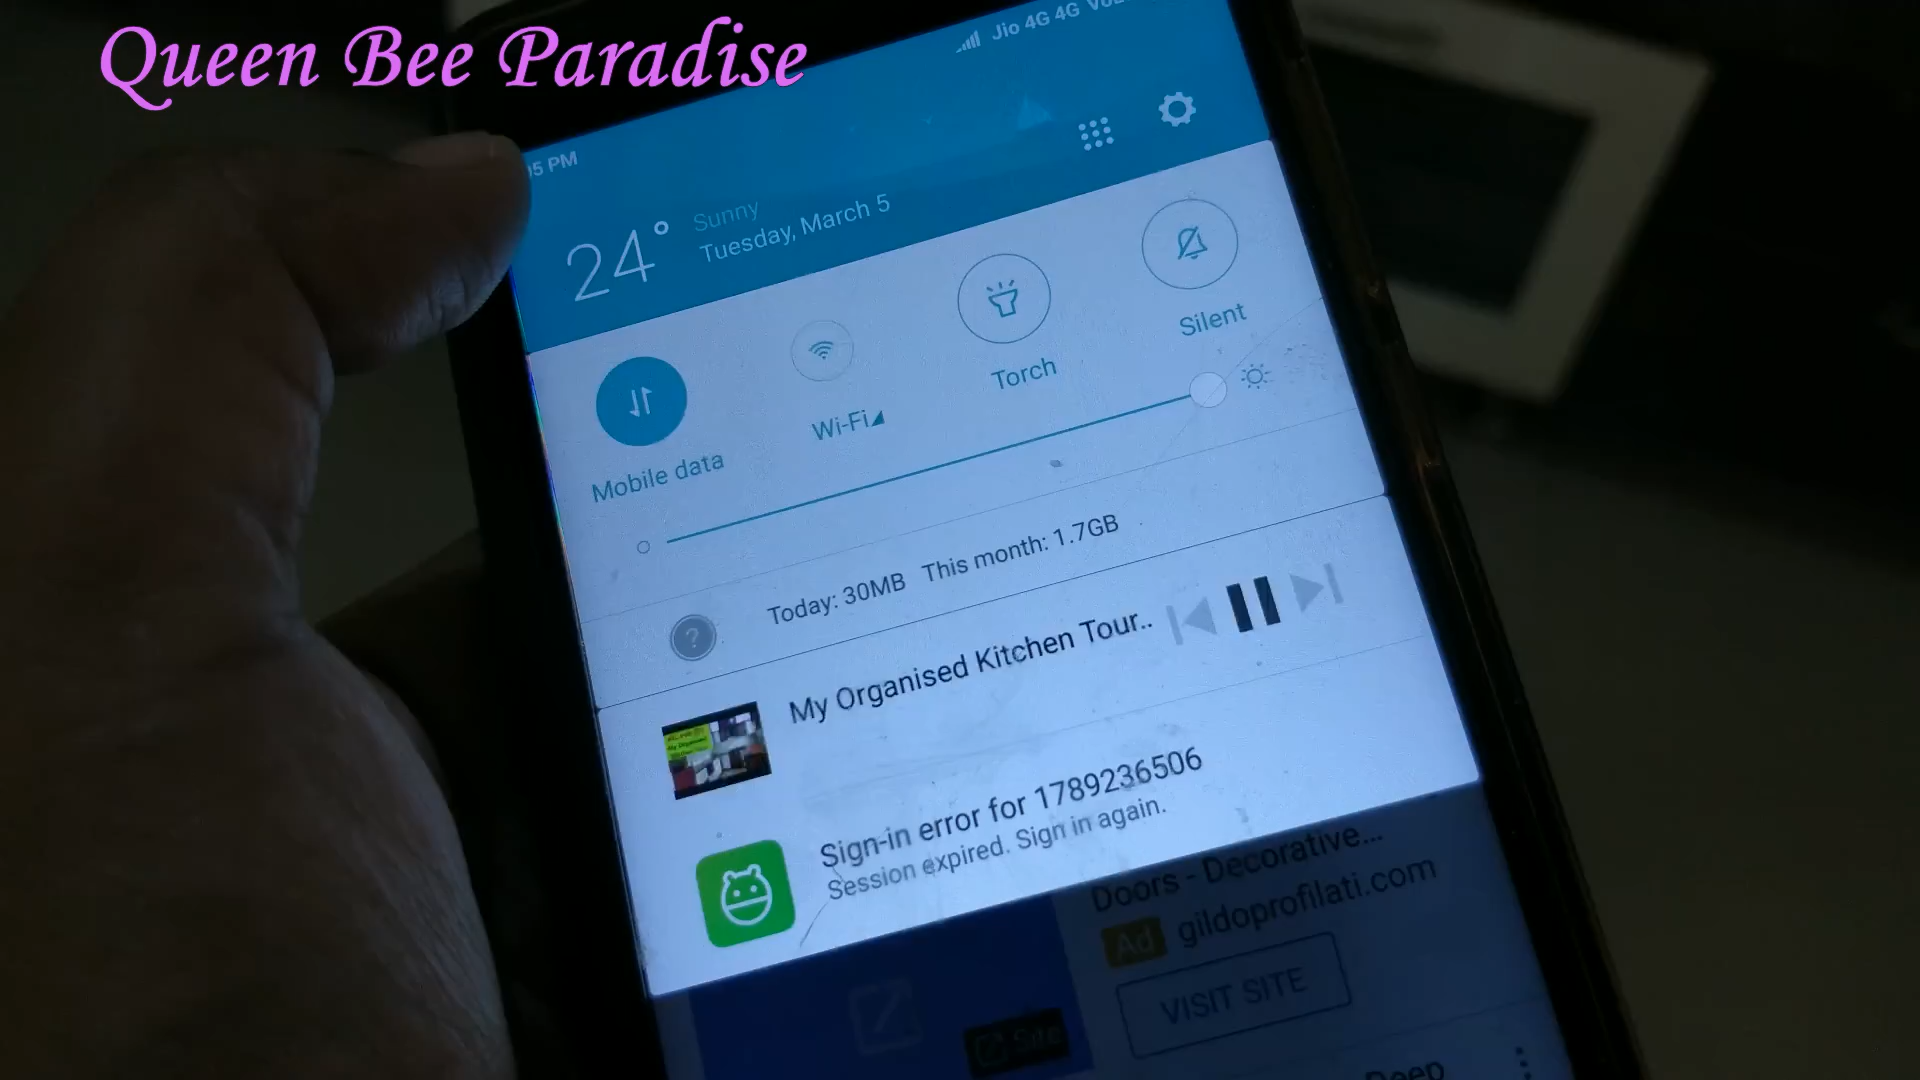 Queen Bee Paradise
Jio 4G 4G
5 PM
24°
Sunny
Tuesday, March 5
Mobile data
Wi-Fi
Torch
Silent
Today: 30MB This month: 1.7GB
My Organised Kitchen Tour..
Sign-in error for 1789236506
Session expired. Sign in again.
Doors - Decorative...
Ad gildoprofilati.com
VISIT SITE
Deep